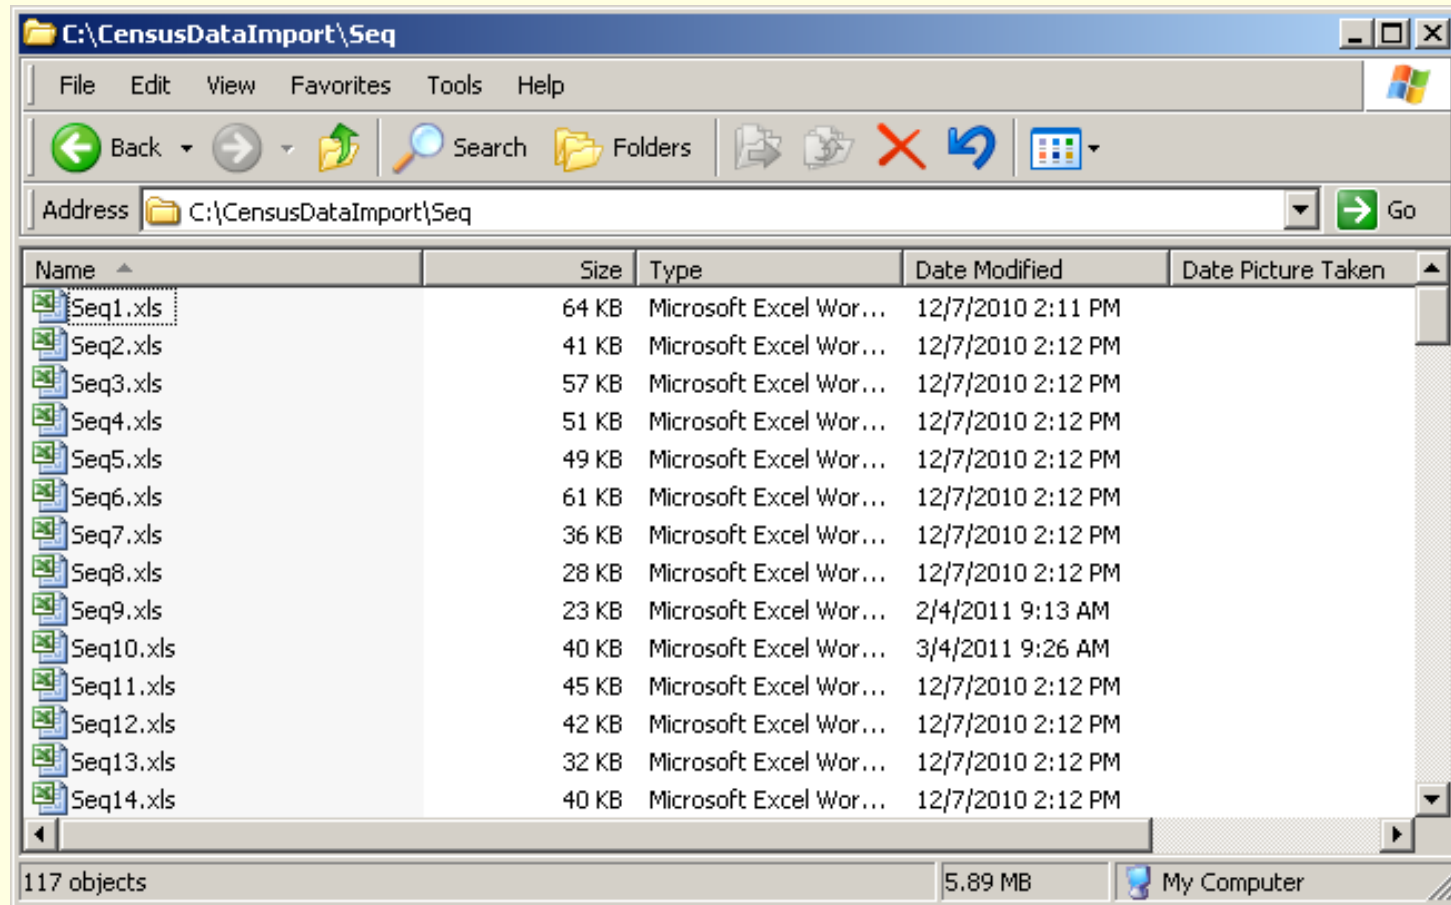 C:\CensusDataImport\Seq
File Edit View Favorites Tools Help
Back Search Folders
Address C:\CensusDataImport\Seq Go
Name Size Type Date Modified Date Picture Taken
Seq1.xls 64 KB Microsoft Excel Wor... 12/7/2010 2:11 PM
Seq2.xls 41 KB Microsoft Excel Wor... 12/7/2010 2:12 PM
Seq3.xls 57 KB Microsoft Excel Wor... 12/7/2010 2:12 PM
Seq4.xls 51 KB Microsoft Excel Wor... 12/7/2010 2:12 PM
Seq5.xls 49 KB Microsoft Excel Wor... 12/7/2010 2:12 PM
Seq6.xls 61 KB Microsoft Excel Wor... 12/7/2010 2:12 PM
Seq7.xls 36 KB Microsoft Excel Wor... 12/7/2010 2:12 PM
Seq8.xls 28 KB Microsoft Excel Wor... 12/7/2010 2:12 PM
Seq9.xls 23 KB Microsoft Excel Wor... 2/4/2011 9:13 AM
Seq10.xls 40 KB Microsoft Excel Wor... 3/4/2011 9:26 AM
Seq11.xls 45 KB Microsoft Excel Wor... 12/7/2010 2:12 PM
Seq12.xls 42 KB Microsoft Excel Wor... 12/7/2010 2:12 PM
Seq13.xls 32 KB Microsoft Excel Wor... 12/7/2010 2:12 PM
Seq14.xls 40 KB Microsoft Excel Wor... 12/7/2010 2:12 PM
117 objects 5.89 MB My Computer